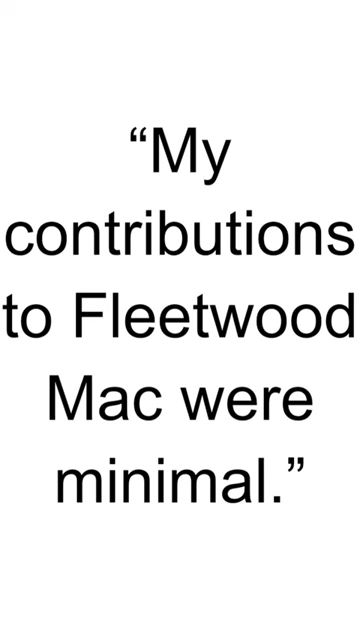 “My
contributions
to Fleetwood
Mac were
minimal.”